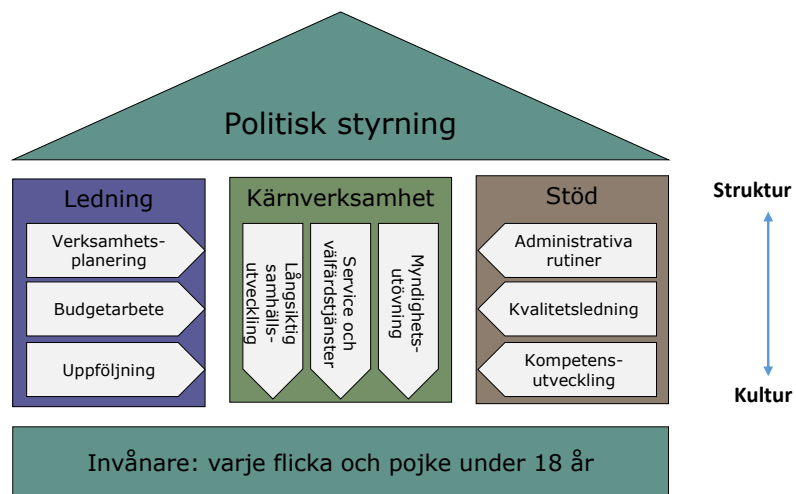 Politisk styrning
Ledning
Verksamhets-
planering
Budgetarbete
Uppföljning
Kärnverksamhet
Långsiktig
samhälls-
utveckling
Service och
välfärdstjänster
Myndighets-
utövning
Stöd
Administrativa
rutiner
Kvalitetsledning
Kompetens-
utveckling
Struktur
Kultur
Invånare: varje flicka och pojke under 18 år